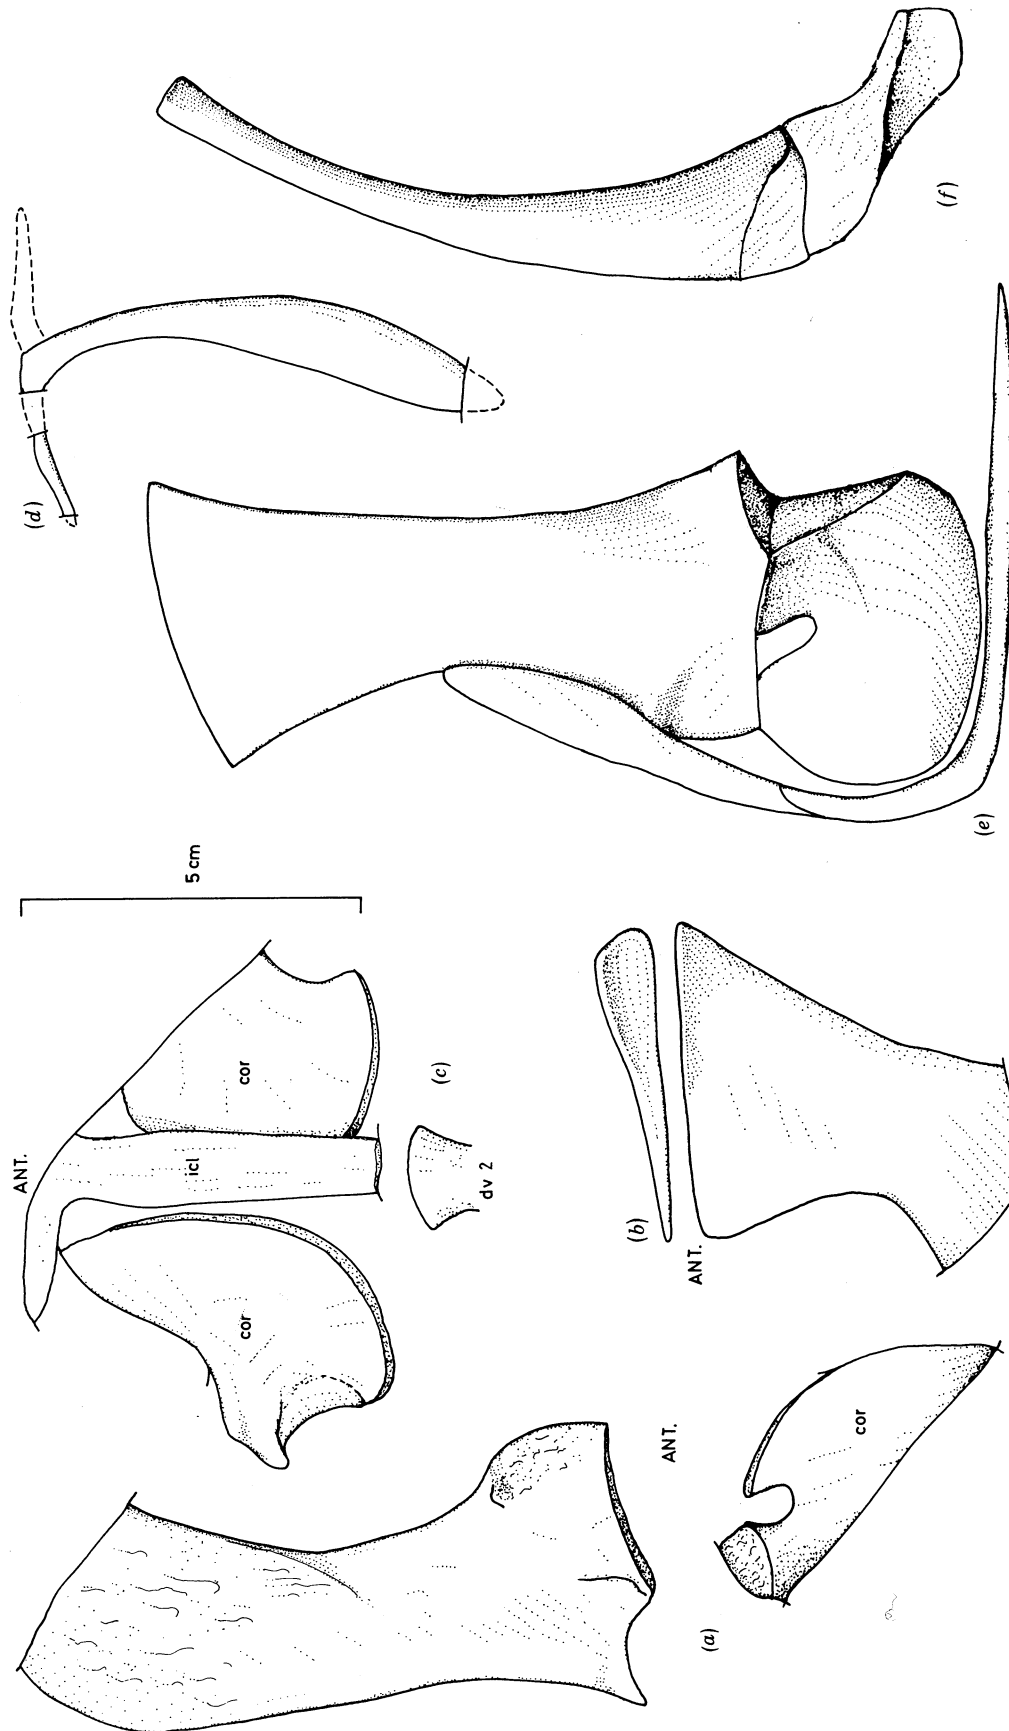 (a)
ANT.
cor
(b)
ANT.
(c)
ANT.
cor
icl
cor
dv 2
5 cm
(d)
(e)
(f)